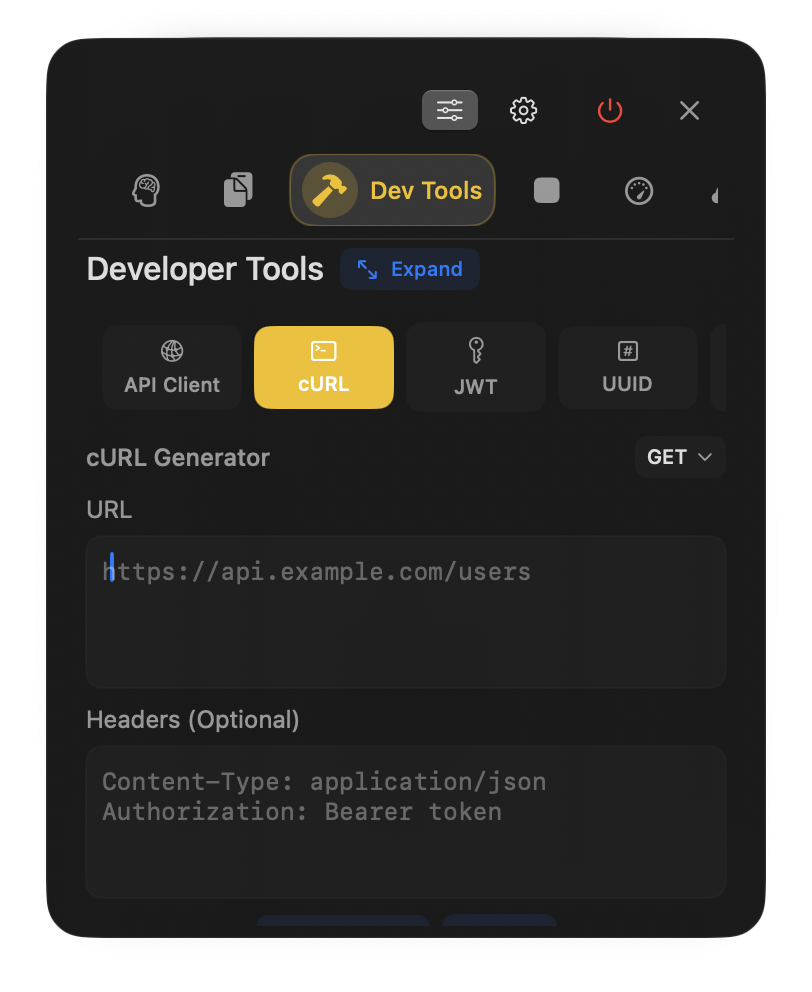 Dev Tools
Developer Tools
Expand
API Client
cURL
JWT
#
UUID
cURL Generator
GET
URL
https://api.example.com/users
Headers (Optional)
Content-Type: application/json
Authorization: Bearer token